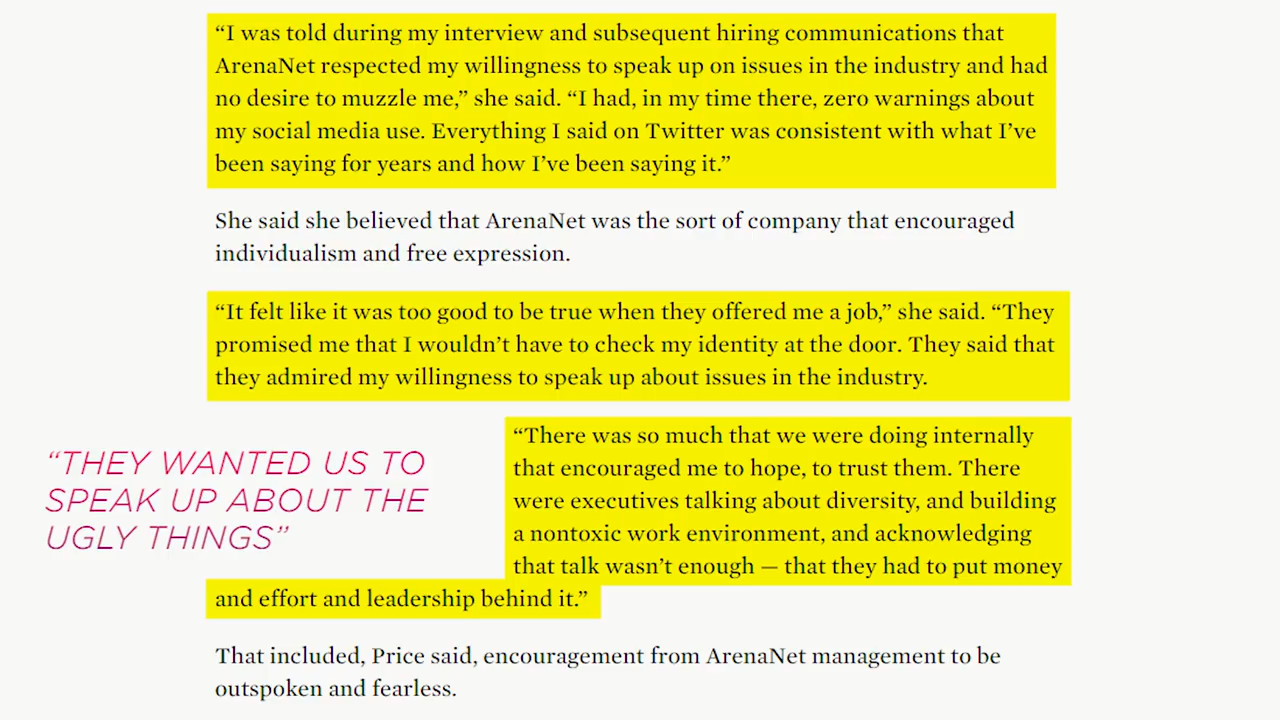 “I was told during my interview and subsequent hiring communications that
ArenaNet respected my willingness to speak up on issues in the industry and had
no desire to muzzle me,” she said. “I had, in my time there, zero warnings about
my social media use. Everything I said on Twitter was consistent with what I’ve
been saying for years and how I’ve been saying it.”
She said she believed that ArenaNet was the sort of company that encouraged
individualism and free expression.
“It felt like it was too good to be true when they offered me a job,” she said. “They
promised me that I wouldn’t have to check my identity at the door. They said that
they admired my willingness to speak up about issues in the industry.
“THEY WANTED US TO
SPEAK UP ABOUT THE
UGLY THINGS”
“There was so much that we were doing internally
that encouraged me to hope, to trust them. There
were executives talking about diversity, and building
a nontoxic work environment, and acknowledging
that talk wasn’t enough — that they had to put money
and effort and leadership behind it.”
That included, Price said, encouragement from ArenaNet management to be
outspoken and fearless.